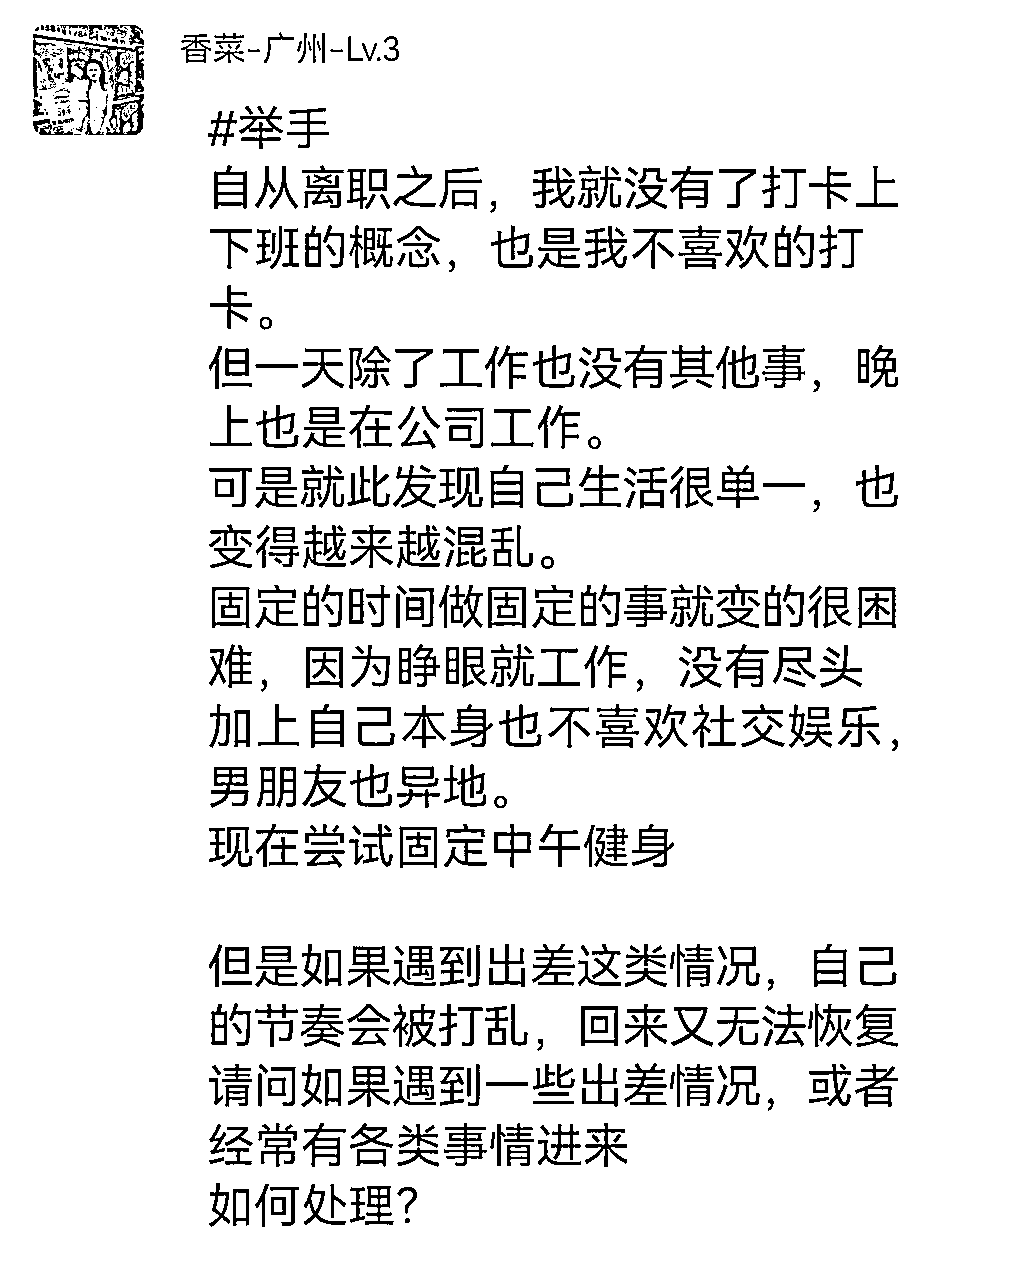 香菜-广州-Lv.3
#举手
自从离职之后，我就没有了打卡上
下班的概念，也是我不喜欢的打
卡。
但一天除了工作也没有其他事，晚
上也是在公司工作。
可是就此发现自己生活很单一，也
变得越来越混乱。
固定的时间做固定的事就变的很困
难，因为睁眼就工作，没有尽头
加上自己本身也不喜欢社交娱乐，
男朋友也异地。
现在尝试固定中午健身
但是如果遇到出差这类情况，自己
的节奏会被打乱，回来又无法恢复
请问如果遇到一些出差情况，或者
经常有各类事情进来
如何处理？